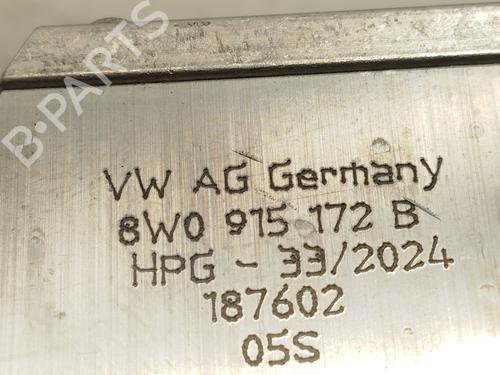 B-PARTS
VW AG Germany
8W0 915 172 B
HPG - 33/2024
187602
05S